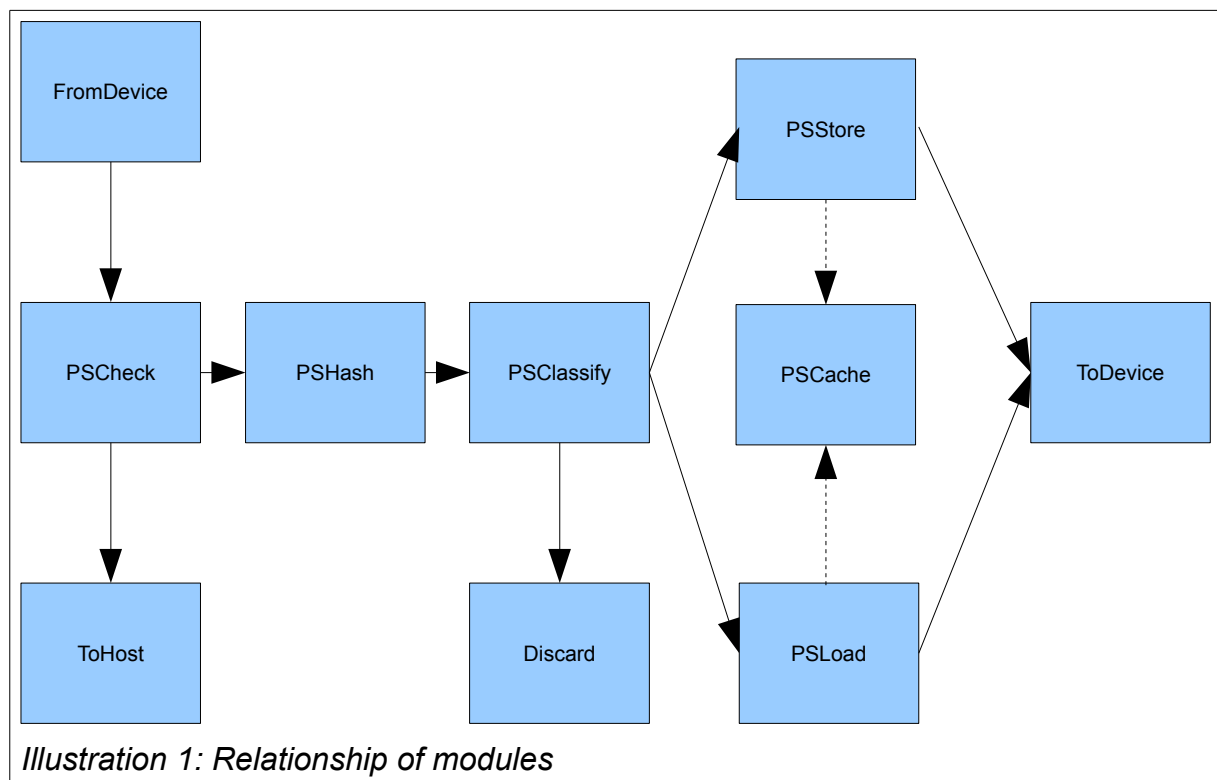 FromDevice
PSStore
PSCheck
PSHash
PSClassify
PSCache
ToDevice
ToHost
Discard
PSLoad
Illustration 1: Relationship of modules